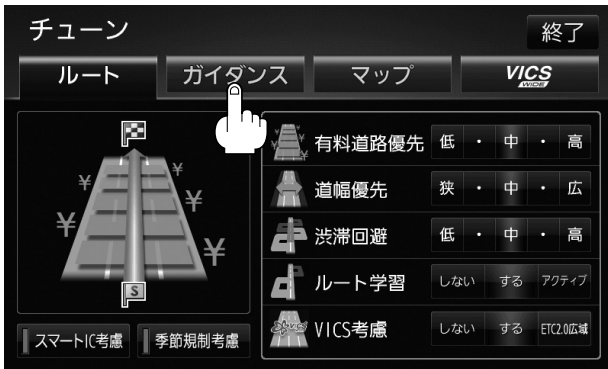 チューン
終了
ルート ガイダンス マップ VICS WIDE
有料道路優先 低 ・ 中 ・ 高
道幅優先 狭 ・ 中 ・ 広
渋滞回避 低 ・ 中 ・ 高
ルート学習 しない する アクティブ
VICS考慮 しない する ETC2.0広域
¥ ¥
¥ ¥
¥ ¥
S
スマートIC考慮 季節規制考慮